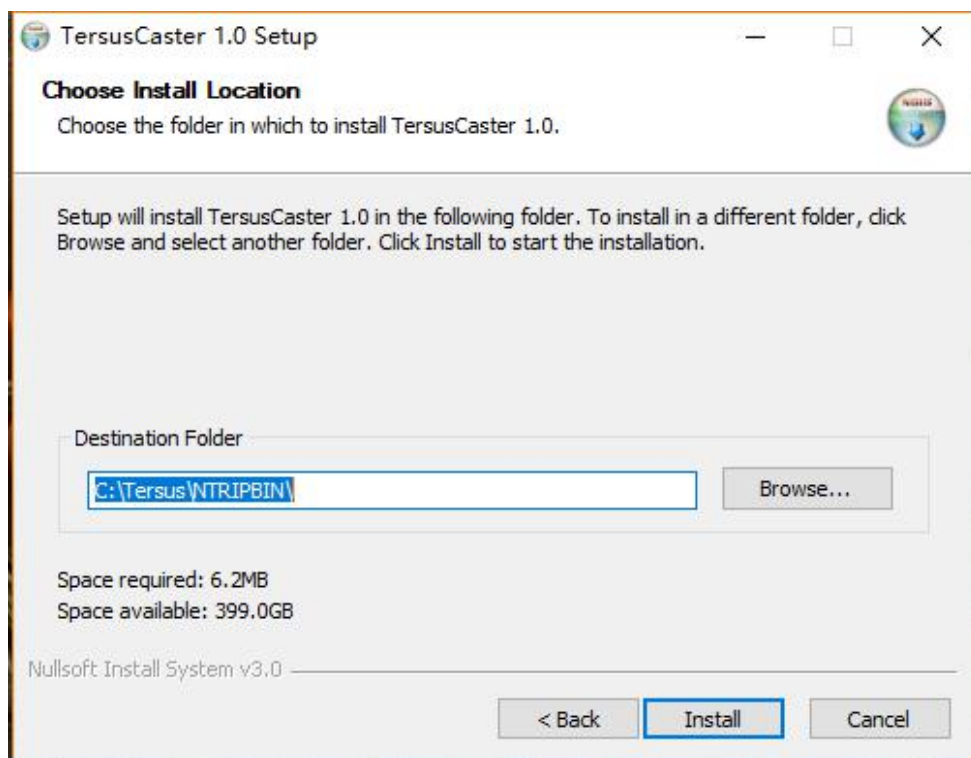 TersusCaster 1.0 Setup
Choose Install Location
Choose the folder in which to install TersusCaster 1.0.
Setup will install TersusCaster 1.0 in the following folder. To install in a different folder, click
Browse and select another folder. Click Install to start the installation.
Destination Folder
C:\Tersus\NTRIPBIN\
Browse...
Space required: 6.2MB
Space available: 399.0GB
Nullsoft Install System v3.0
< Back
Install
Cancel